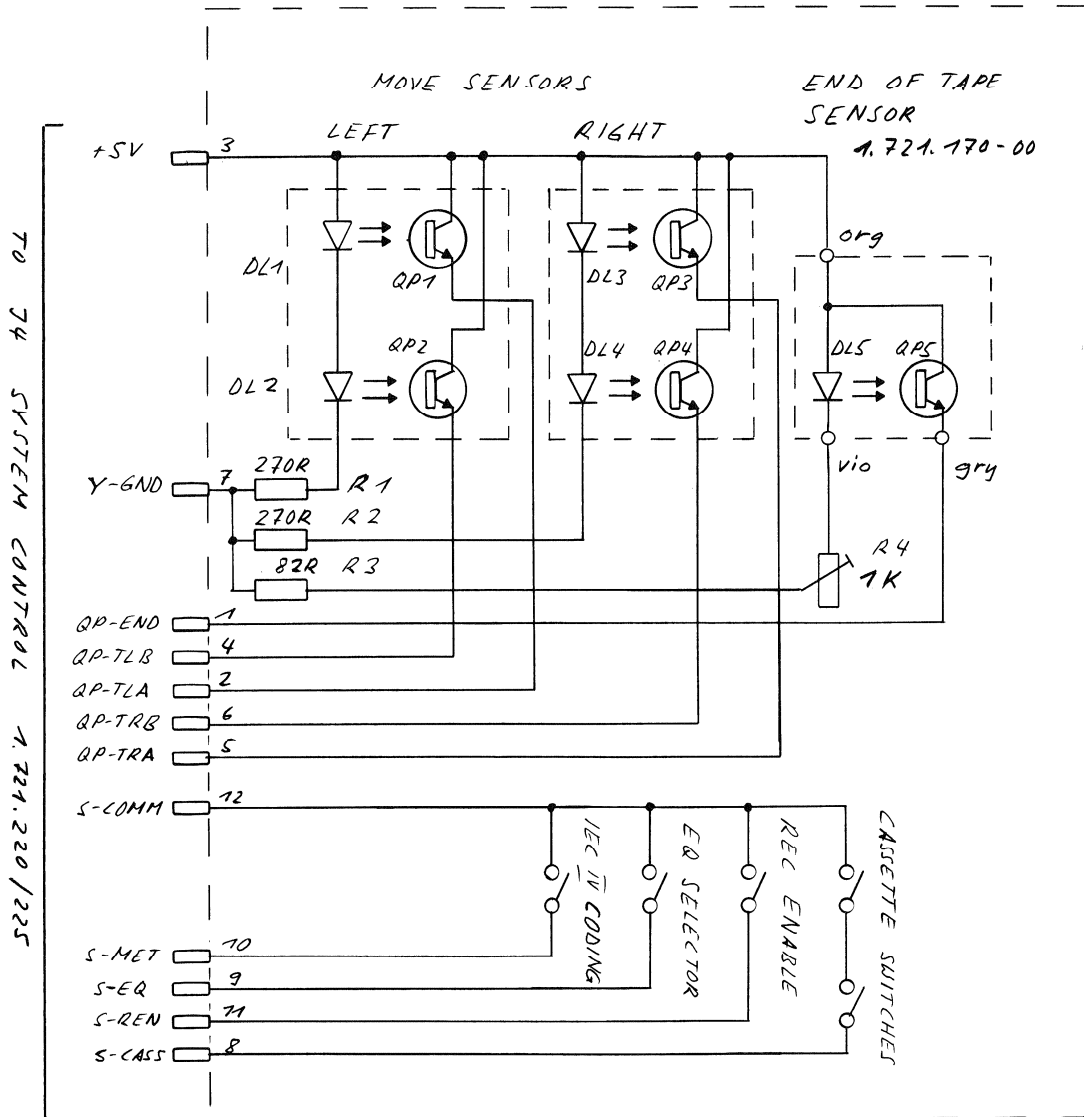 MOVE SENSORS
END OF TAPE
SENSOR
1.721.170-00
LEFT
RIGHT
+5V
3
org
DL1
QP1
DL3
QP3
QP2
DL4
QP4
DL5
QP5
DL2
vio
gry
Y-GND
7
270R
R1
270R
R2
82R
R3
R4
1K
QP-END
1
QP-TLB
4
QP-TLA
2
QP-TRB
6
QP-TRA
5
S-COMM
12
IEC IV CODING
EQ SELECTOR
REC ENABLE
CASSETTE SWITCHES
S-MET
10
S-EQ
9
S-REN
11
S-CASS
8
TO J4 SYSTEM CONTROL 1.721.220/225